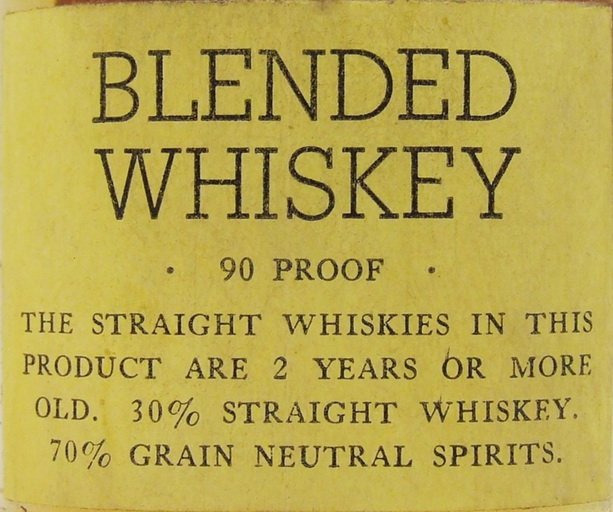 BLENDED
WHISKEY
· 90 PROOF ·
THE STRAIGHT WHISKIES IN THIS
PRODUCT ARE 2 YEARS OR MORE
OLD. 30% STRAIGHT WHISKEY.
70% GRAIN NEUTRAL SPIRITS.